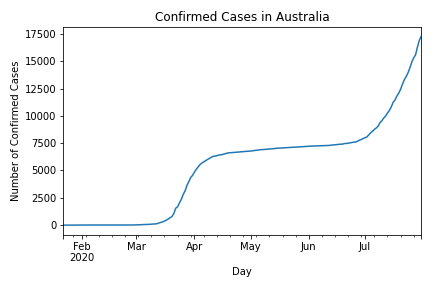 Confirmed Cases in Australia
17500
15000
12500
10000
7500
5000
2500
0
Number of Confirmed Cases
Feb Mar Apr May Jun Jul
2020
Day